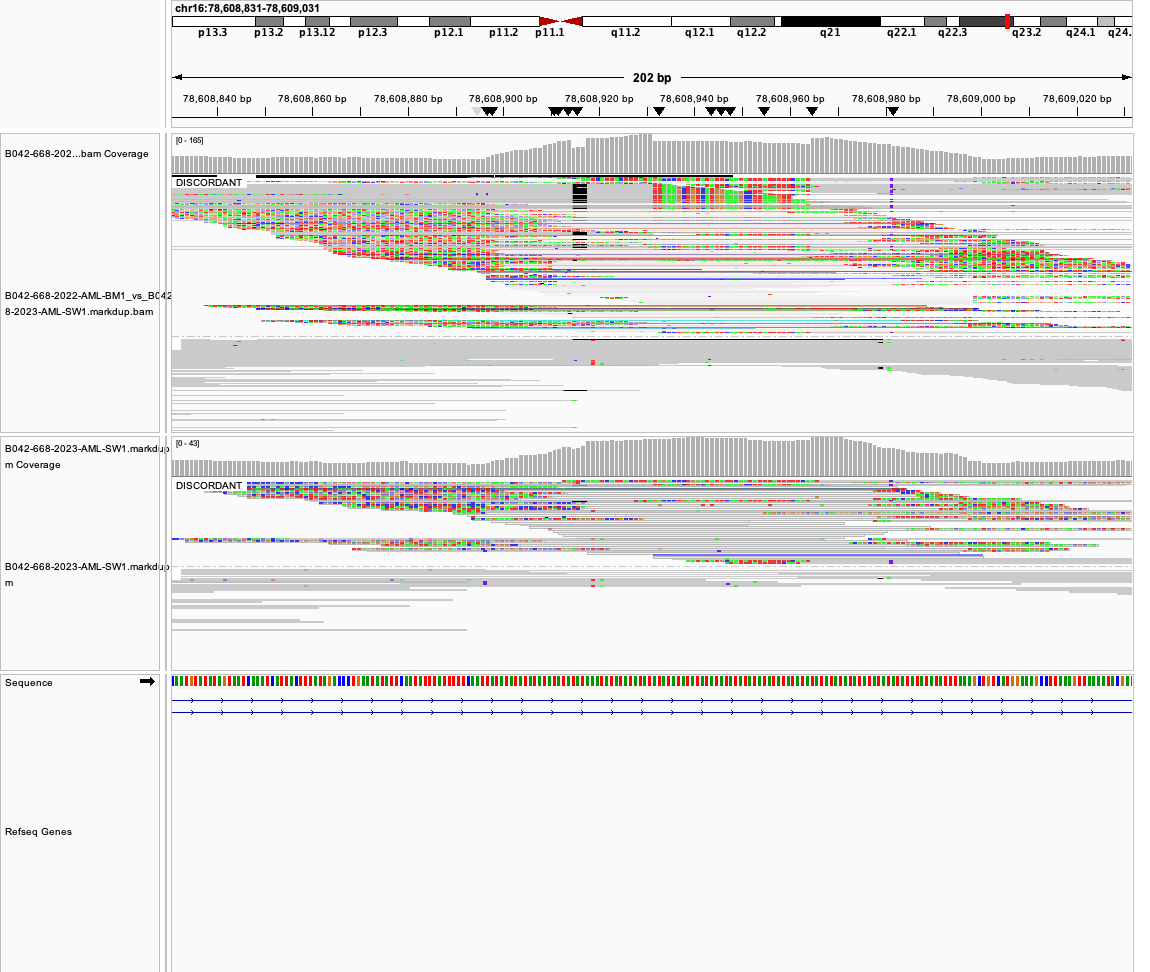 chr16:78,608,831-78,609,031
p13.3 p13.2 p13.12 p12.3 p12.1 p11.2 p11.1 q11.2 q12.1 q12.2 q21 q22.1 q22.3 q23.2 q24.1 q24.
202 bp
78,608,840 bp 78,608,860 bp 78,608,880 bp 78,608,900 bp 78,608,920 bp 78,608,940 bp 78,608,960 bp 78,608,980 bp 78,609,000 bp 78,609,020 bp
[0 - 165]
B042-668-202...bam Coverage
DISCORDANT
B042-668-2022-AML-BM1_vs_B042
8-2023-AML-SW1.markdup.bam
[0 - 43]
B042-668-2023-AML-SW1.markdup
m Coverage
DISCORDANT
B042-668-2023-AML-SW1.markdup
m
Sequence
Refseq Genes